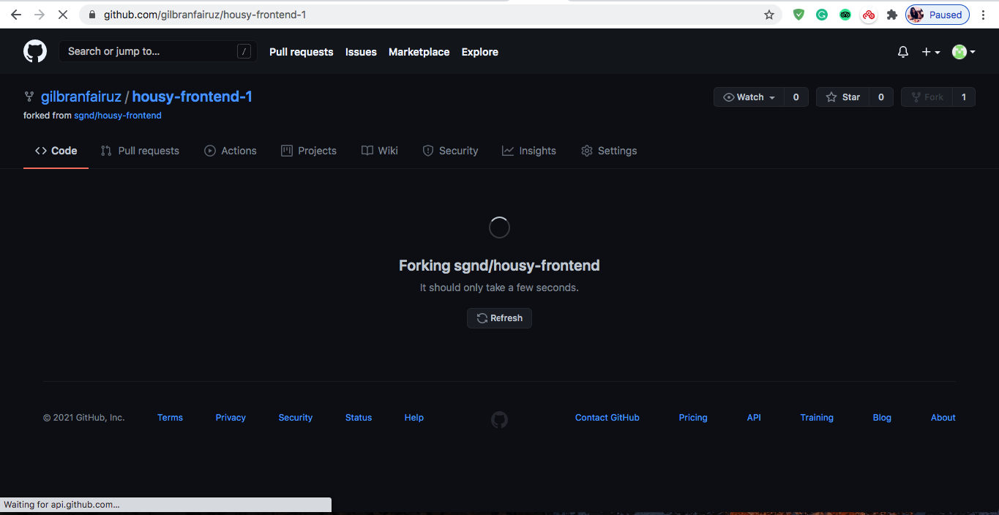 github.com/gilbranfairuz/housy-frontend-1
Paused
Search or jump to... /
Pull requests Issues Marketplace Explore
gilbranfairuz / housy-frontend-1
Watch 0 Star 0 Fork 1
forked from sgnd/housy-frontend
Code Pull requests Actions Projects Wiki Security Insights Settings
Forking sgnd/housy-frontend
It should only take a few seconds.
Refresh
© 2021 GitHub, Inc. Terms Privacy Security Status Help Contact GitHub Pricing API Training Blog About
Waiting for api.github.com...